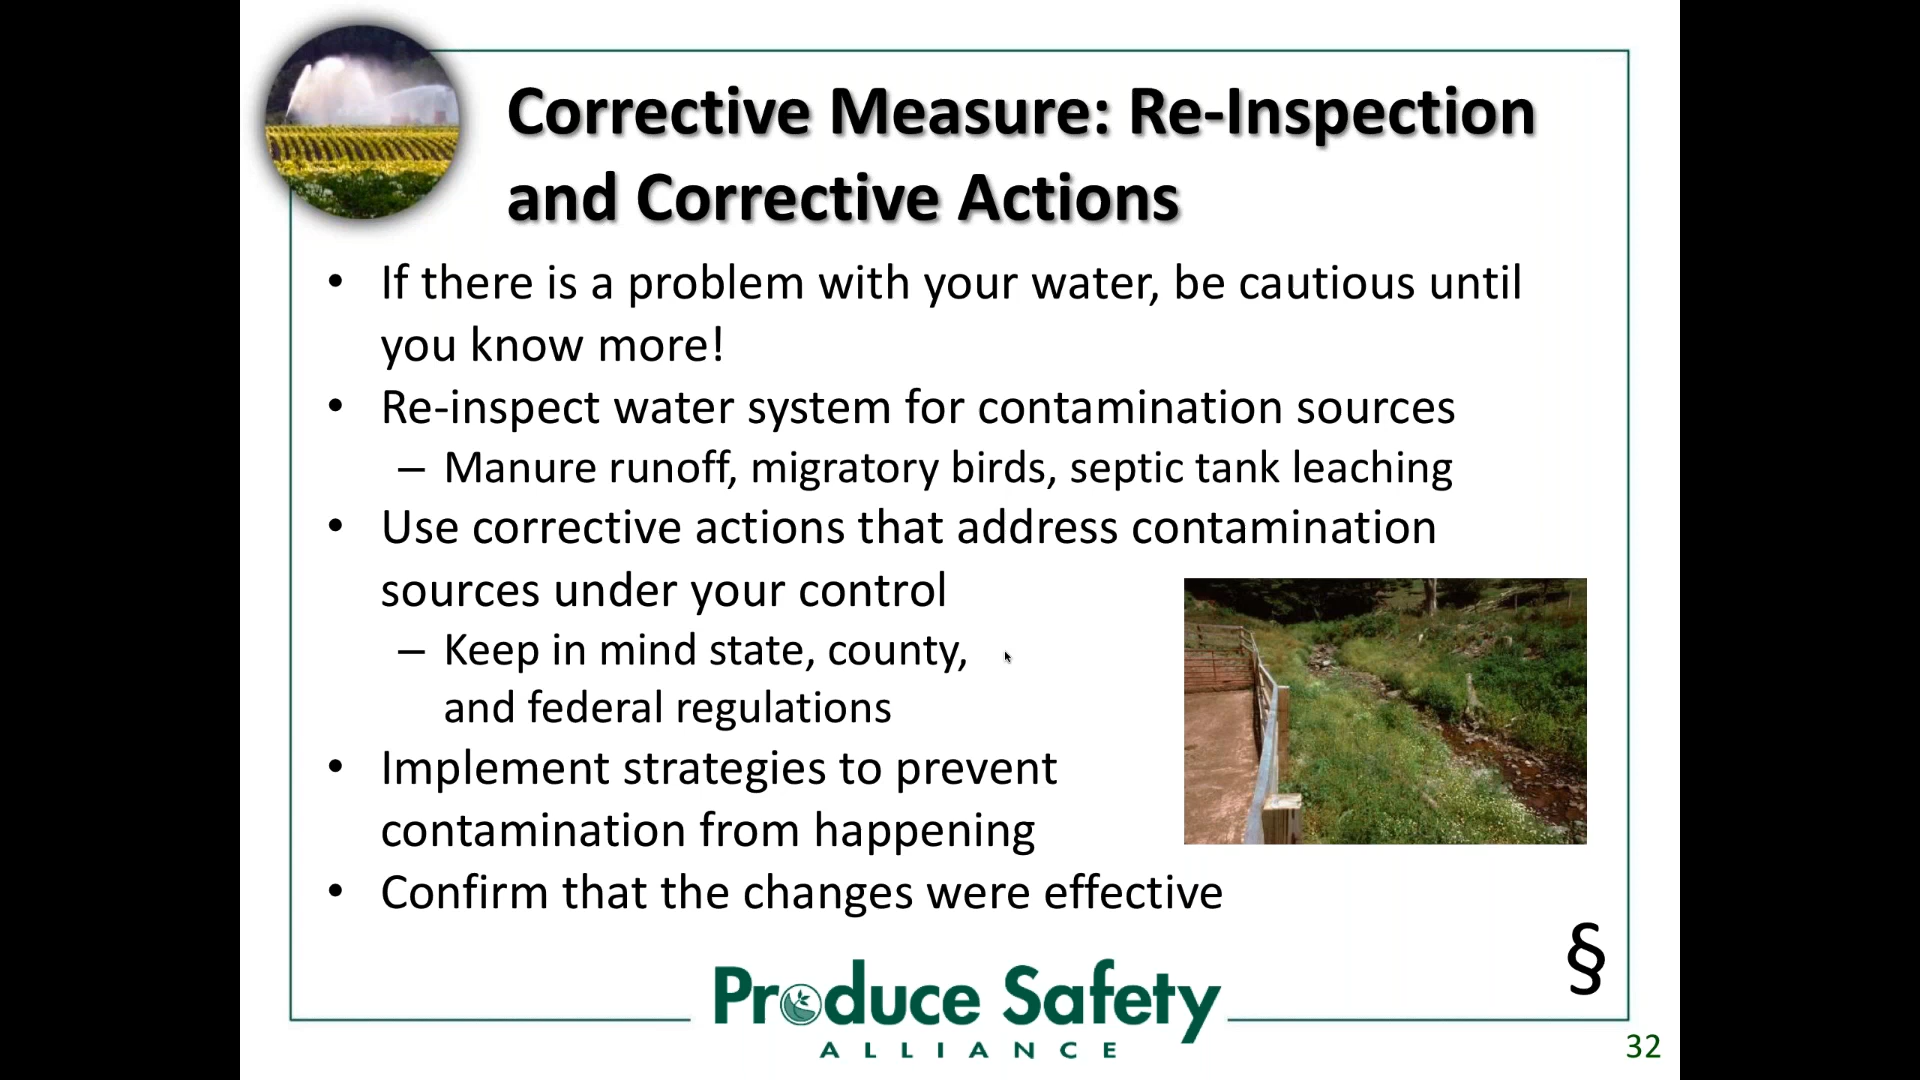 Corrective Measure: Re-Inspection
and Corrective Actions
• If there is a problem with your water, be cautious until
you know more!
• Re-inspect water system for contamination sources
– Manure runoff, migratory birds, septic tank leaching
• Use corrective actions that address contamination
sources under your control
– Keep in mind state, county,
and federal regulations
• Implement strategies to prevent
contamination from happening
• Confirm that the changes were effective
§
Produce Safety
ALLIANCE
32